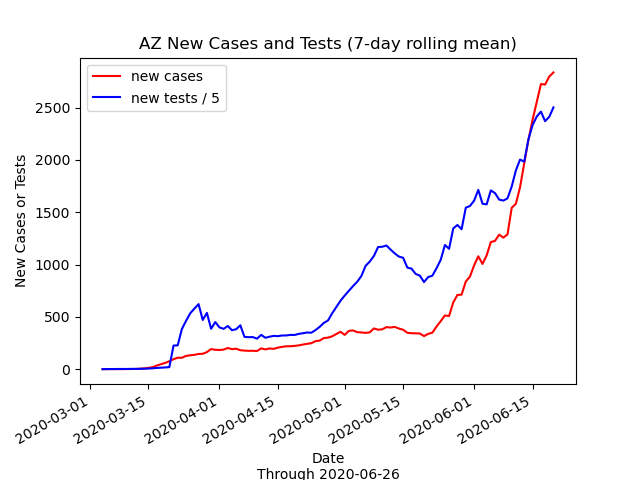 AZ New Cases and Tests (7-day rolling mean)
new cases
new tests / 5
New Cases or Tests
2500
2000
1500
1000
500
0
2020-03-01
2020-03-15
2020-04-01
2020-04-15
2020-05-01
2020-05-15
2020-06-01
2020-06-15
Date
Through 2020-06-26